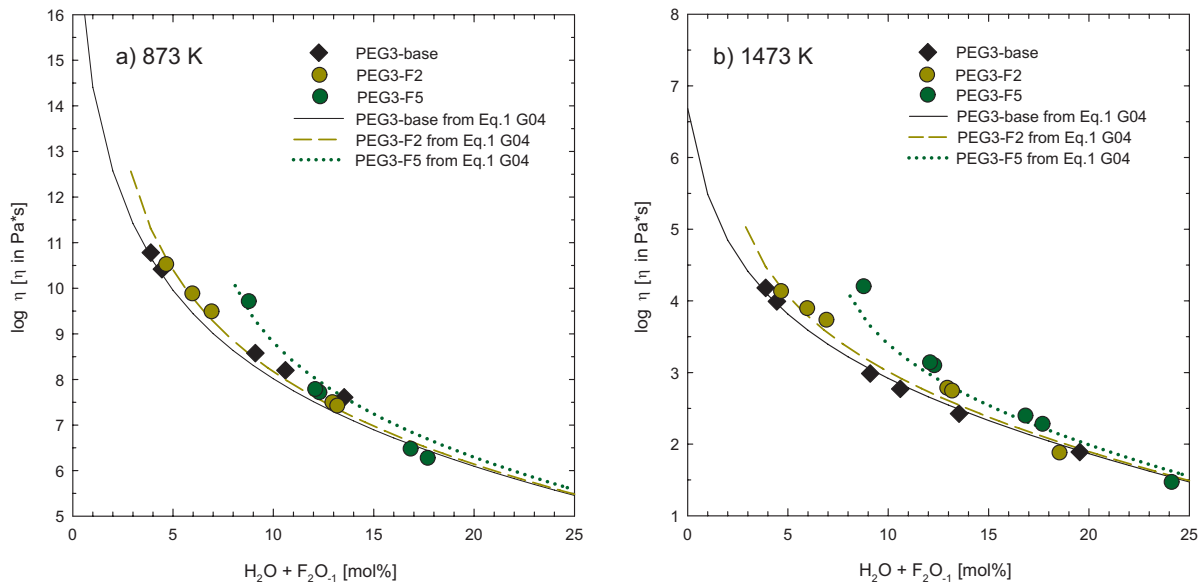 a) 873 K
PEG3-base
PEG3-F2
PEG3-F5
PEG3-base from Eq.1 G04
PEG3-F2 from Eq.1 G04
PEG3-F5 from Eq.1 G04
log η [η in Pa*s]
16
15
14
13
12
11
10
9
8
7
6
5
0 5 10 15 20 25
H₂O + F₂O₋₁ [mol%]
b) 1473 K
PEG3-base
PEG3-F2
PEG3-F5
PEG3-base from Eq.1 G04
PEG3-F2 from Eq.1 G04
PEG3-F5 from Eq.1 G04
log η [η in Pa*s]
8
7
6
5
4
3
2
1
0 5 10 15 20 25
H₂O + F₂O₋₁ [mol%]